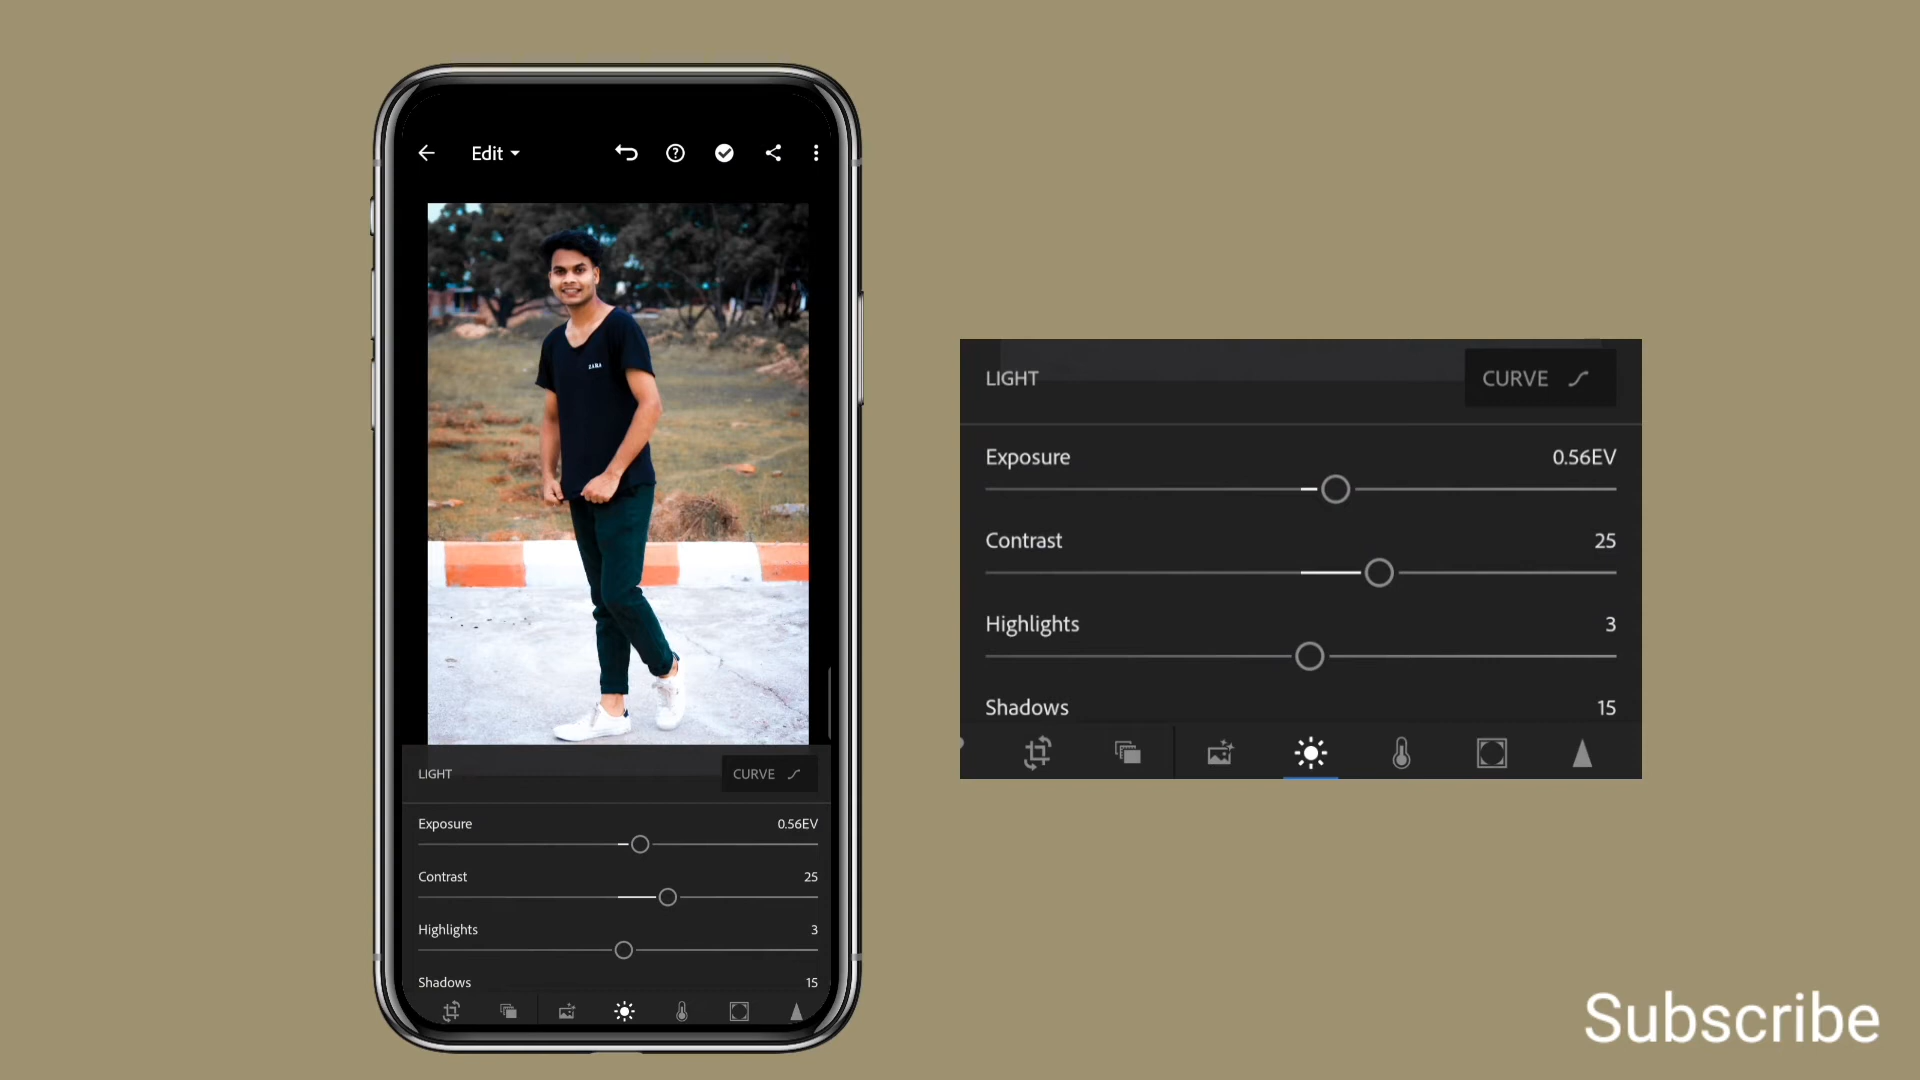 Edit
ZARA
LIGHT
CURVE
Exposure 0.56EV
Contrast 25
Highlights 3
Shadows 15
LIGHT
CURVE
Exposure 0.56EV
Contrast 25
Highlights 3
Shadows 15
Subscribe